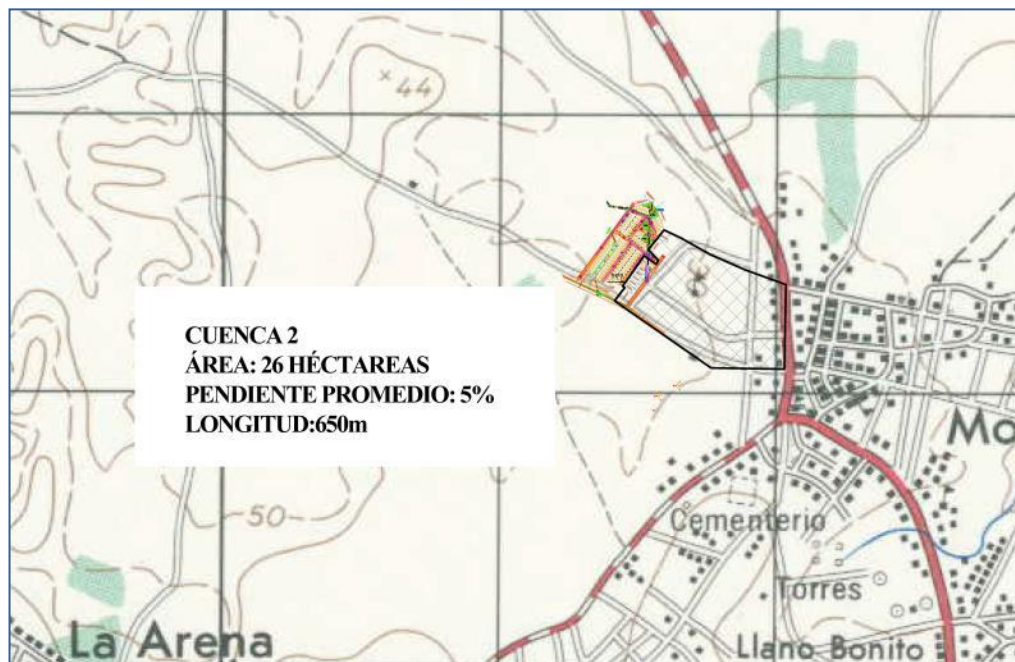 ×44
CUENCA 2
ÁREA: 26 HÉCTAREAS
PENDIENTE PROMEDIO: 5%
LONGITUD:650m
Mo
50
Cementerio
Torres
La Arena
Llano Bonito